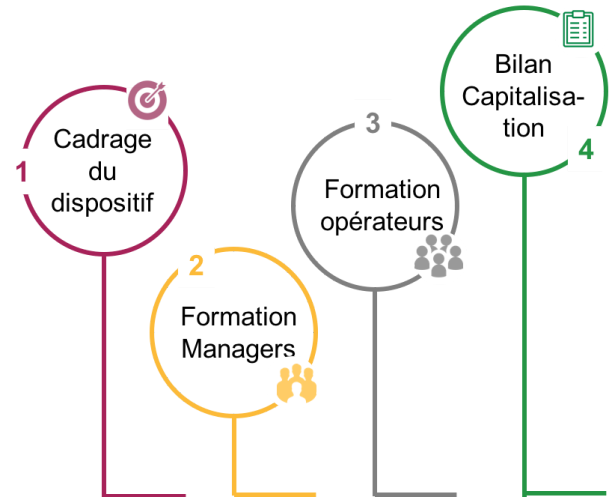 1
Cadrage
du
dispositif
2
Formation
Managers
3
Formation
opérateurs
Bilan
Capitalisa-
tion
4